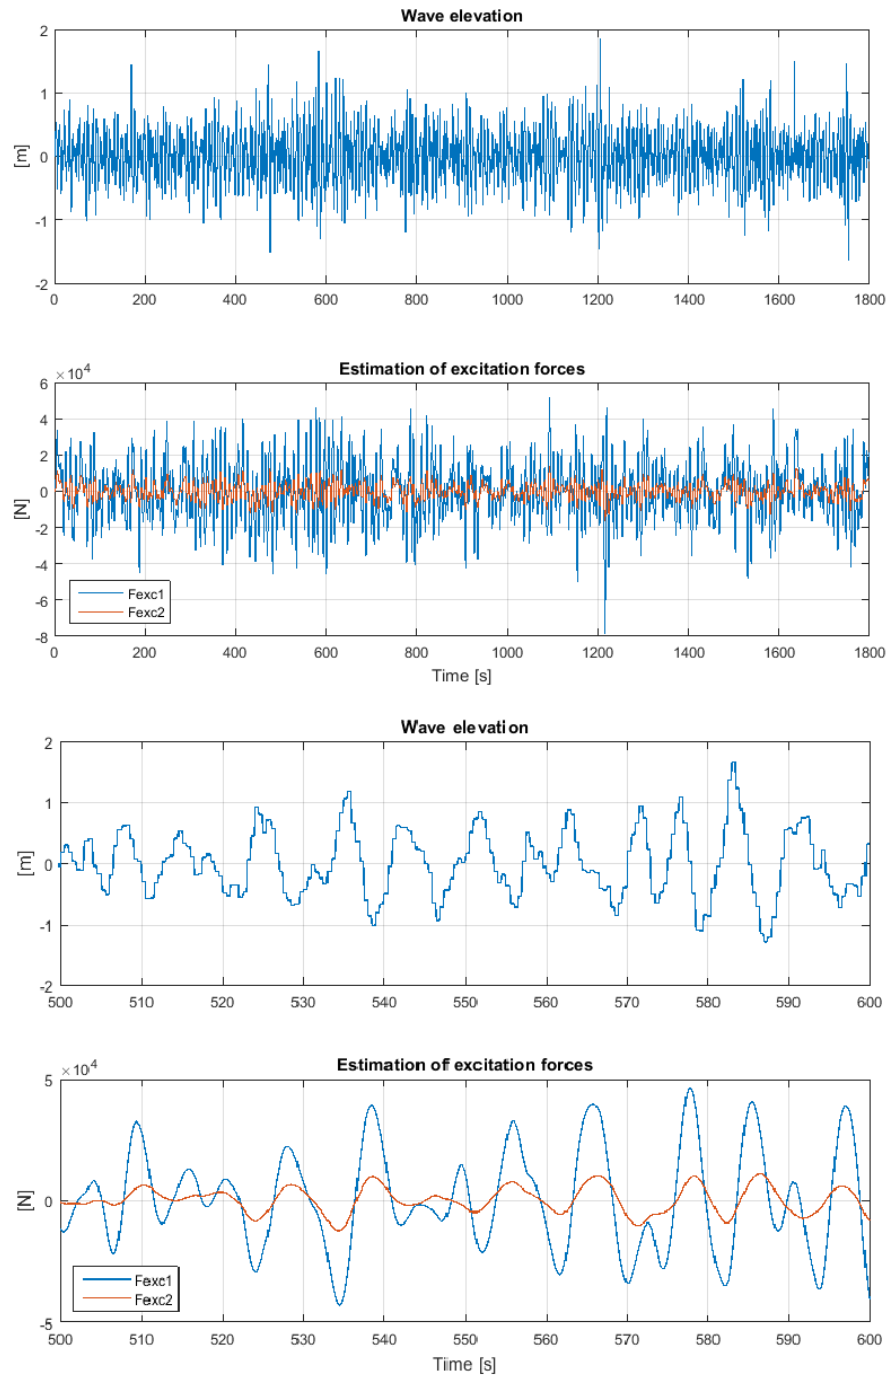 Wave elevation
2
1
0
-1
-2
[m]
0 200 400 600 800 1000 1200 1400 1600 1800
×10^4
Estimation of excitation forces
6
4
2
0
-2
-4
-6
-8
[N]
Fexc1
Fexc2
0 200 400 600 800 1000 1200 1400 1600 1800
Time [s]
Wave elevation
2
1
0
-1
-2
[m]
500 510 520 530 540 550 560 570 580 590 600
×10^4
Estimation of excitation forces
5
0
-5
[N]
Fexc1
Fexc2
500 510 520 530 540 550 560 570 580 590 600
Time [s]